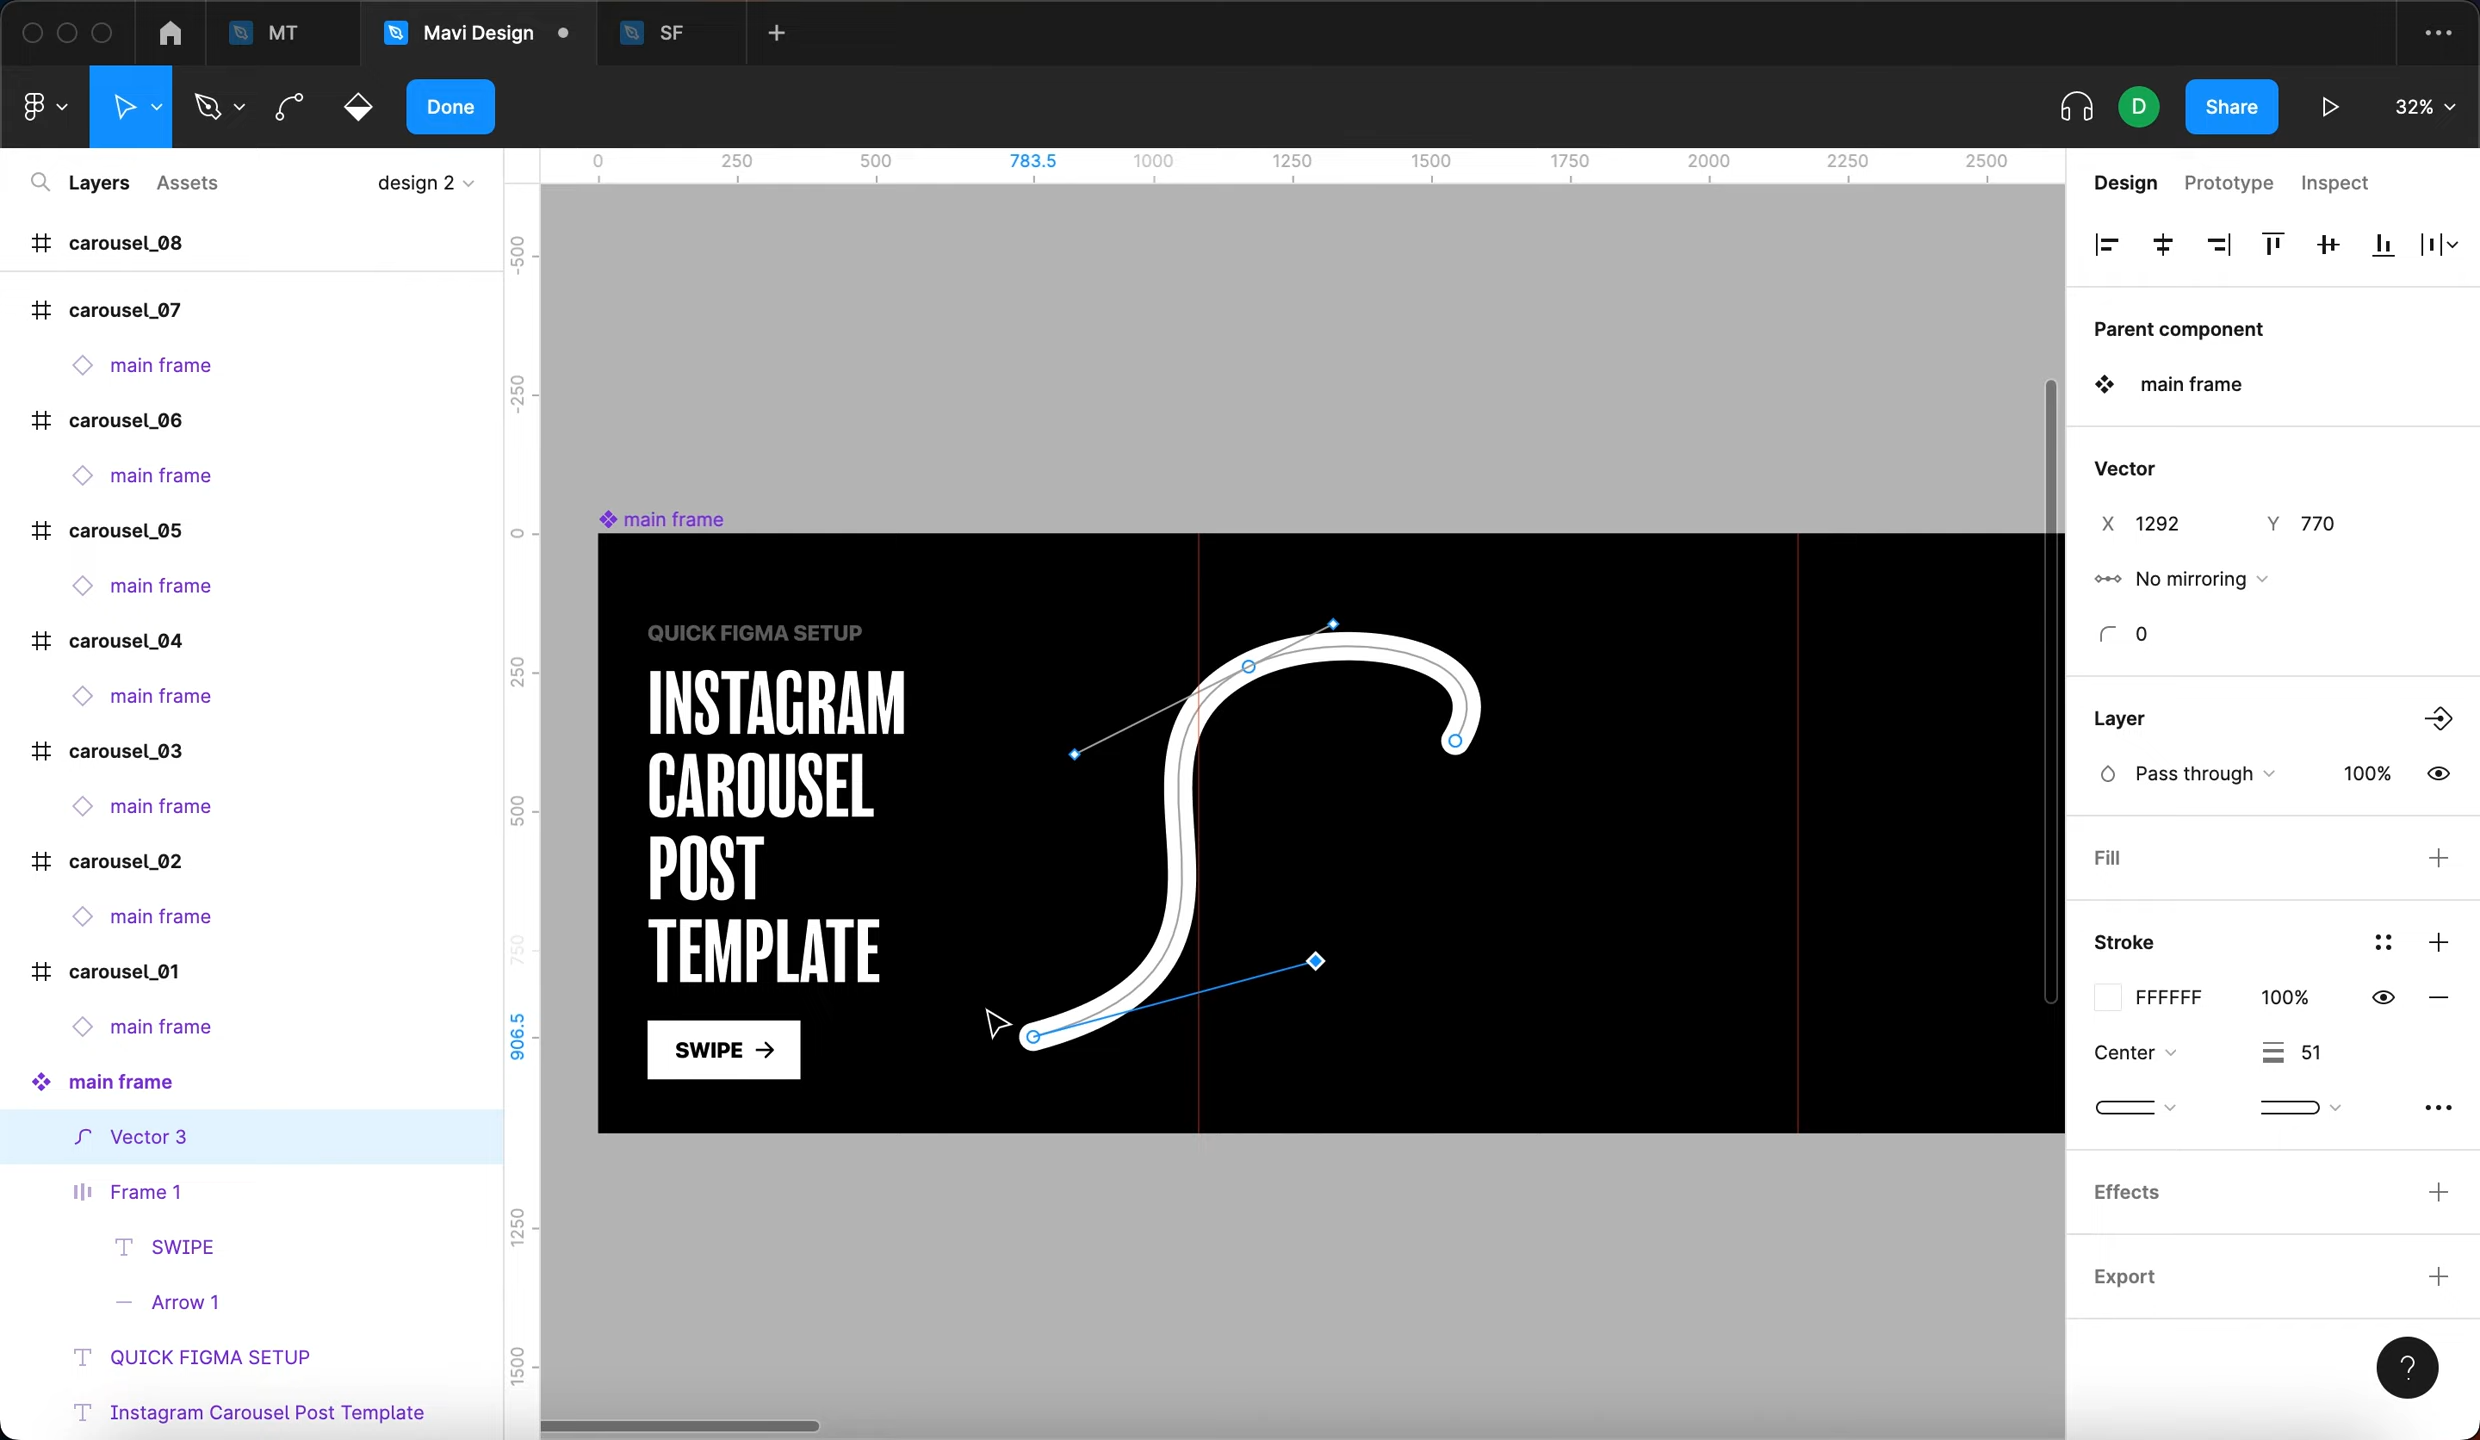 MT
Mavi Design
SF
Done
D
Share
32%
Layers
Assets
design 2
carousel_08
carousel_07
main frame
carousel_06
main frame
carousel_05
main frame
carousel_04
main frame
carousel_03
main frame
carousel_02
main frame
carousel_01
main frame
main frame
Vector 3
Frame 1
SWIPE
Arrow 1
QUICK FIGMA SETUP
Instagram Carousel Post Template
0 250 500 783.5 1000 1250 1500 1750 2000 2250 2500
-500
-250
0
250
500
750
906.5
1250
1500
main frame
QUICK FIGMA SETUP
INSTAGRAM
CAROUSEL
POST
TEMPLATE
SWIPE →
Design
Prototype
Inspect
Parent component
main frame
Vector
X 1292
Y 770
No mirroring
0
Layer
Pass through
100%
Fill
Stroke
FFFFFF
100%
Center
51
Effects
Export
?